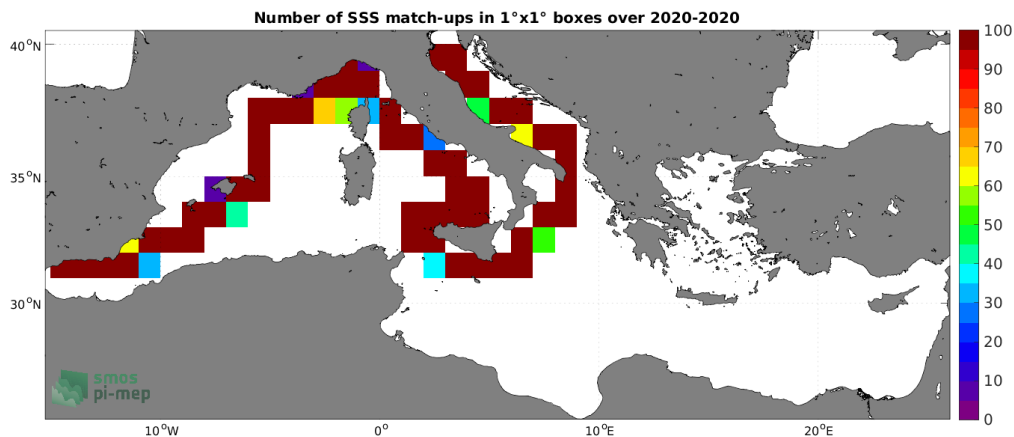 Number of SSS match-ups in 1°x1° boxes over 2020-2020
40°N
35°N
30°N
10°W
0°
10°E
20°E
100
90
80
70
60
50
40
30
20
10
0
smos
pi-mep